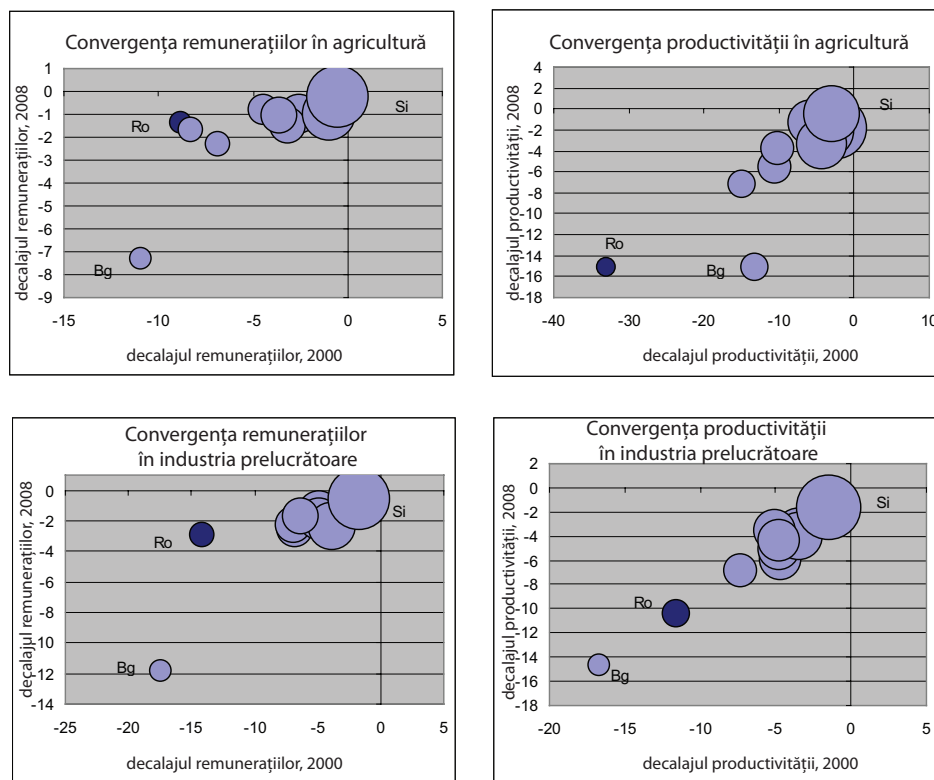 Convergența remunerațiilor în agricultură
decalajul remunerațiilor, 2008
1
0
-1
-2
-3
-4
-5
-6
-7
-8
-9
Si
Ro
Bg
-15 -10 -5 0 5
decalajul remunerațiilor, 2000
Convergența productivității în agricultură
decalajul productivității, 2008
4
2
0
-2
-4
-6
-8
-10
-12
-14
-16
-18
Si
Ro
Bg
-40 -30 -20 -10 0 10
decalajul productivității, 2000
Convergența remunerațiilor
în industria prelucrătoare
decalajul remunerațiilor, 2008
0
-2
-4
-6
-8
-10
-12
-14
Si
Ro
Bg
-25 -20 -15 -10 -5 0 5
decalajul remunerațiilor, 2000
Convergența productivității
în industria prelucrătoare
decalajul productivității, 2008
2
0
-2
-4
-6
-8
-10
-12
-14
-16
-18
Si
Ro
Bg
-20 -15 -10 -5 0 5
decalajul productivității, 2000